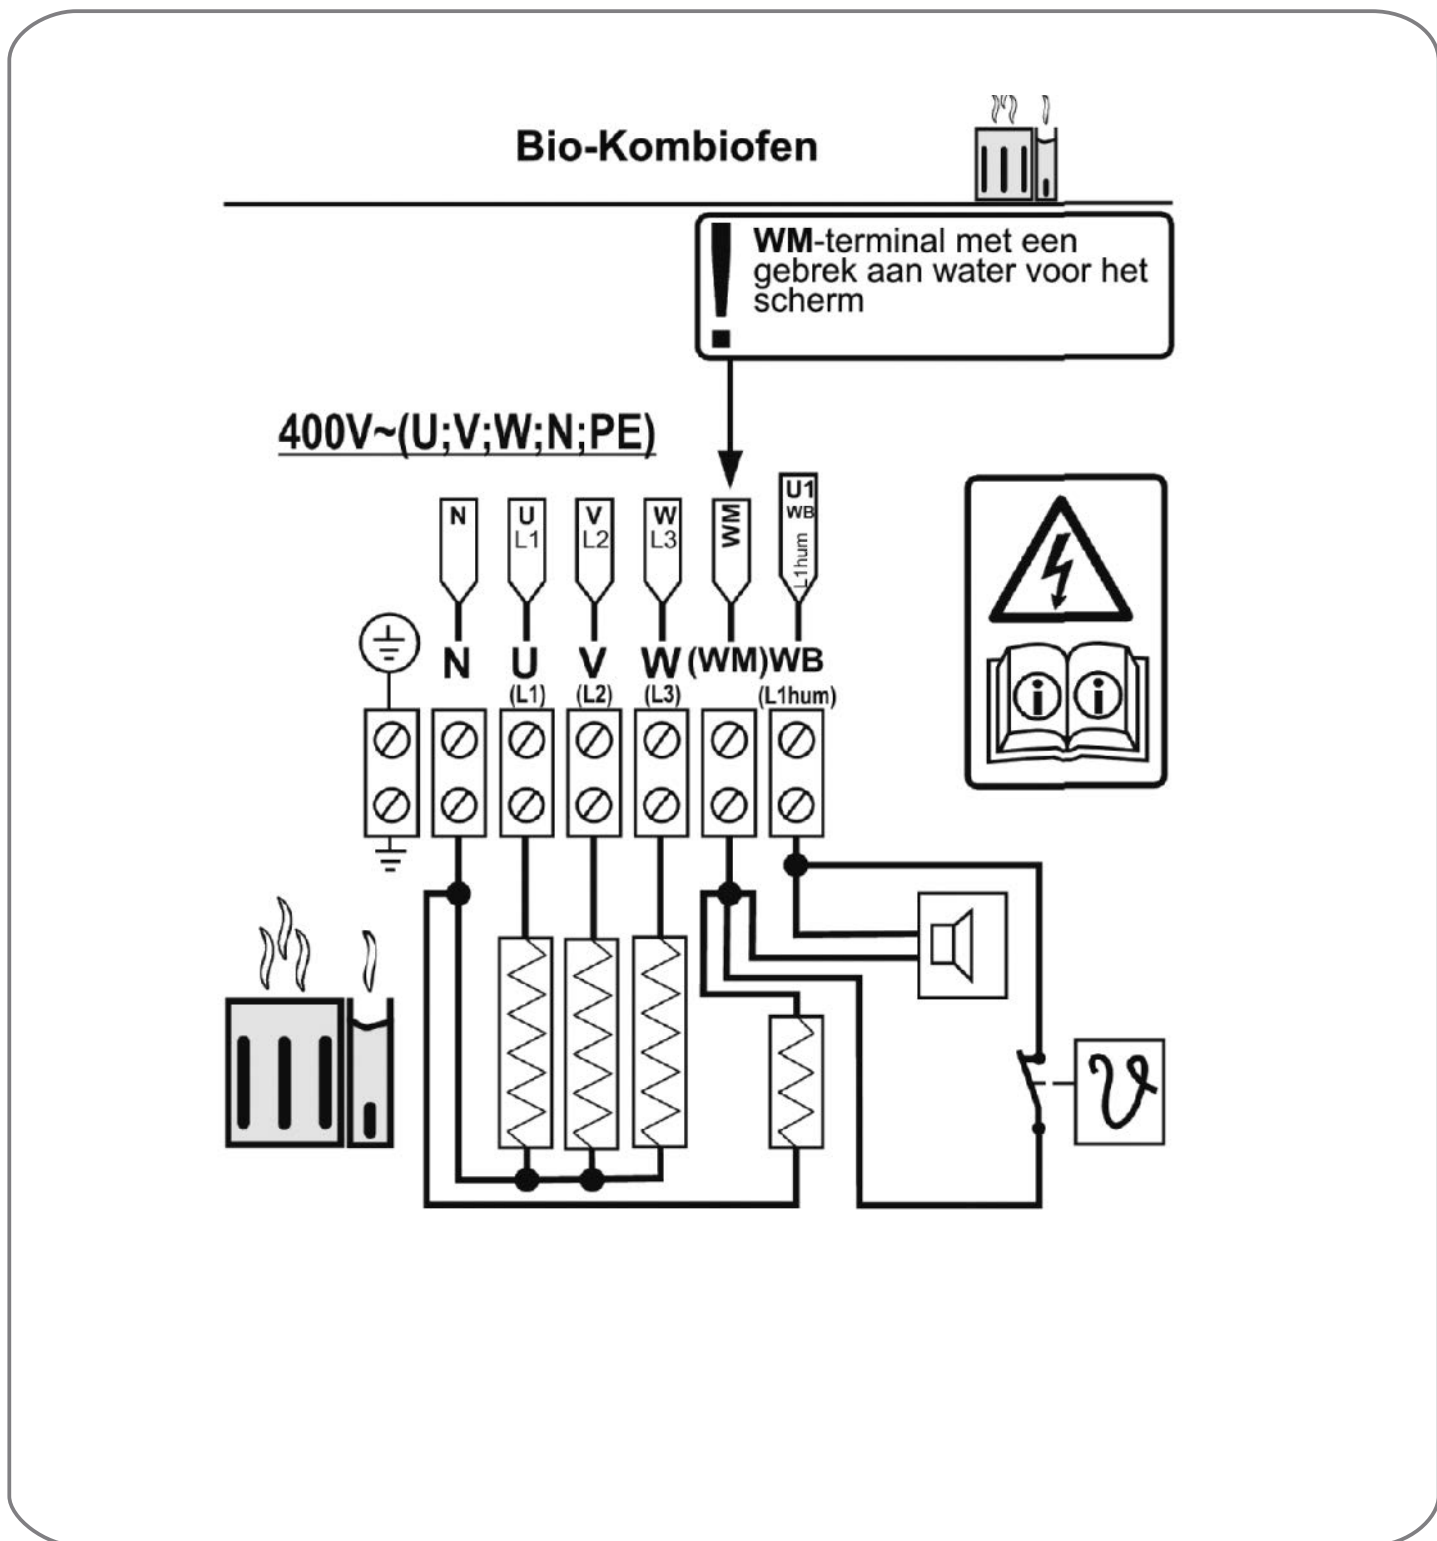 Bio-Kombiofen
WM-terminal met een
gebrek aan water voor het
scherm
400V~(U;V;W;N;PE)
N U V W WM U1
L1 L2 L3 WB
L1hum
N U V W (WM) WB
(L1) (L2) (L3) (L1hum)
i i
ϑ